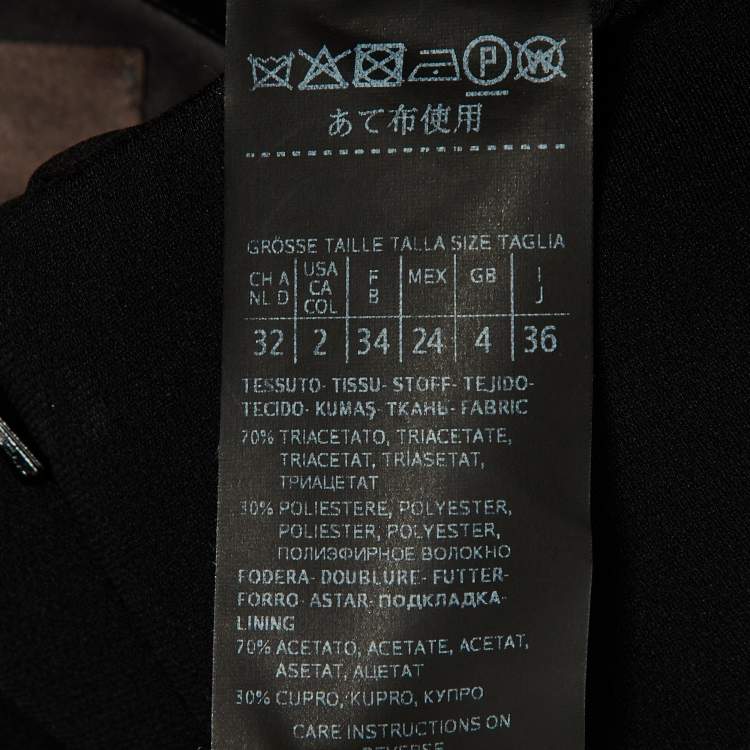 P W
あて布使用
GRÖSSE TAILLE TALLA SIZE TAGLIA
CH A NL D USA CA COL F B MEX GB I J
32 2 34 24 4 36
TESSUTO- TISSU- STOFF- TEJIDO-
TECIDO- KUMAŞ- ТКАНЬ- FABRIC
70% TRIACETATO, TRIACETATE,
TRIACETAT, TRIASETAT,
ТРИАЦЕТАТ
30% POLIESTERE, POLYESTER,
POLIESTER, POLYESTER,
ПОЛИЭФИРНОЕ ВОЛОКНО
FODERA- DOUBLURE- FUTTER-
FORRO- ASTAR- ПОДКЛАДКА-
LINING
70% ACETATO, ACETATE, ACETAT,
ASETAT, АЦЕТАТ
30% CUPRO, KUPRO, КУПРО
CARE INSTRUCTIONS ON
REVERSE